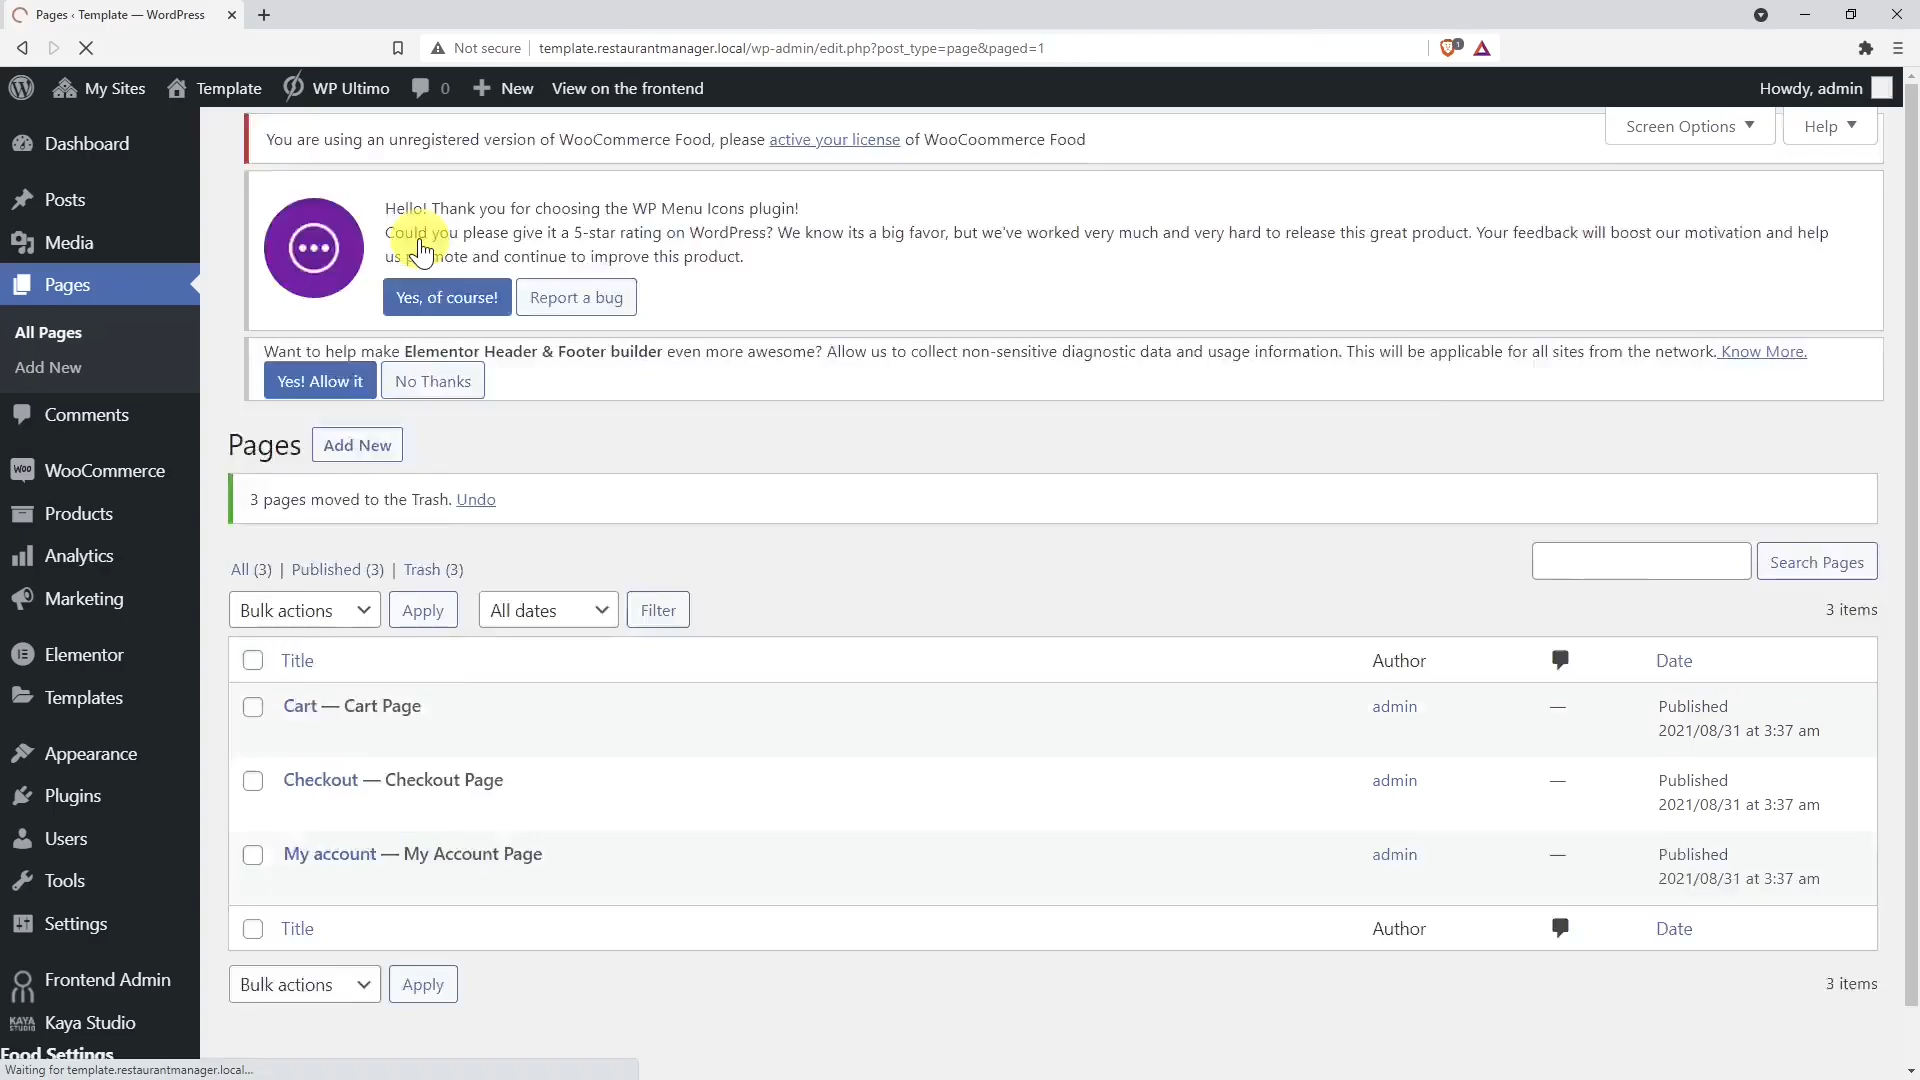 Pages ‹ Template — WordPress
Not secure
template.restaurantmanager.local/wp-admin/edit.php?post_type=page&paged=1
1
My Sites
Template
WP Ultimo
0
New
View on the frontend
Howdy, admin
Dashboard
Posts
Media
Pages
All Pages
Add New
Comments
WooCommerce
Products
Analytics
Marketing
Elementor
Templates
Appearance
Plugins
Users
Tools
Settings
Frontend Admin
KAYA STUDIO
Kaya Studio
Food Settings
You are using an unregistered version of WooCommerce Food, please active your license of WooCoommerce Food
Screen Options
Help
Hello! Thank you for choosing the WP Menu Icons plugin!
Could you please give it a 5-star rating on WordPress? We know its a big favor, but we've worked very much and very hard to release this great product. Your feedback will boost our motivation and help
us promote and continue to improve this product.
Yes, of course!
Report a bug
Want to help make Elementor Header & Footer builder even more awesome? Allow us to collect non-sensitive diagnostic data and usage information. This will be applicable for all sites from the network. Know More.
Yes! Allow it
No Thanks
Pages
Add New
3 pages moved to the Trash. Undo
All (3) | Published (3) | Trash (3)
Search Pages
Bulk actions
Apply
All dates
Filter
3 items
Title
Author
Date
Cart — Cart Page
admin
—
Published
2021/08/31 at 3:37 am
Checkout — Checkout Page
admin
—
Published
2021/08/31 at 3:37 am
My account — My Account Page
admin
—
Published
2021/08/31 at 3:37 am
Title
Author
Date
Bulk actions
Apply
3 items
Waiting for template.restaurantmanager.local...